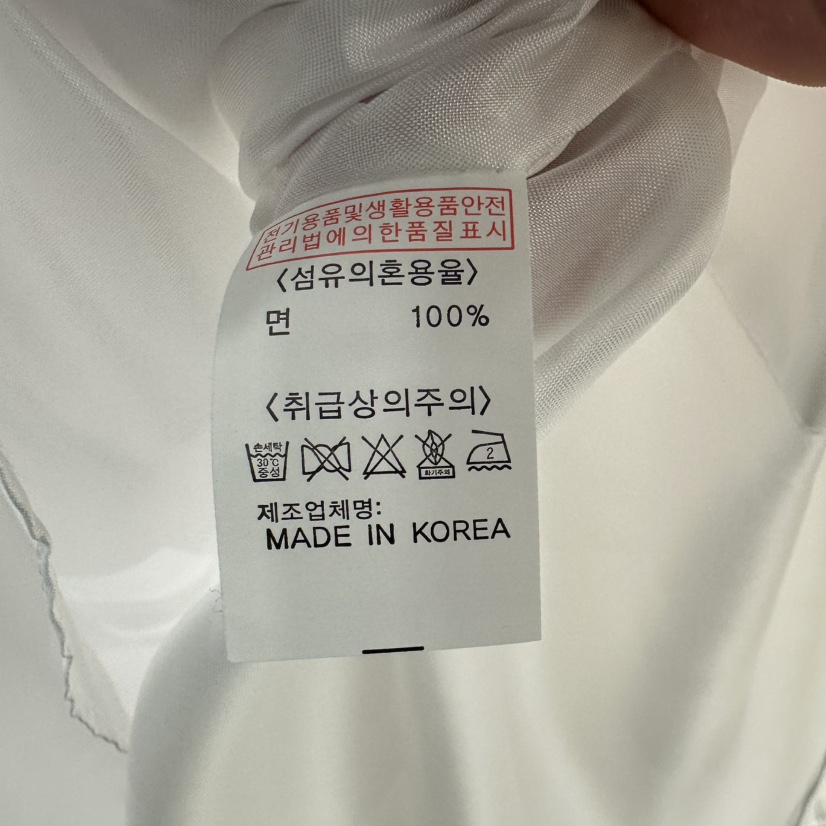 전기용품및생활용품안전
관리법에의한품질표시
〈섬유의혼용율〉
면 100%
〈취급상의주의〉
손세탁
30℃
중성
화기주의
2
제조업체명:
MADE IN KOREA